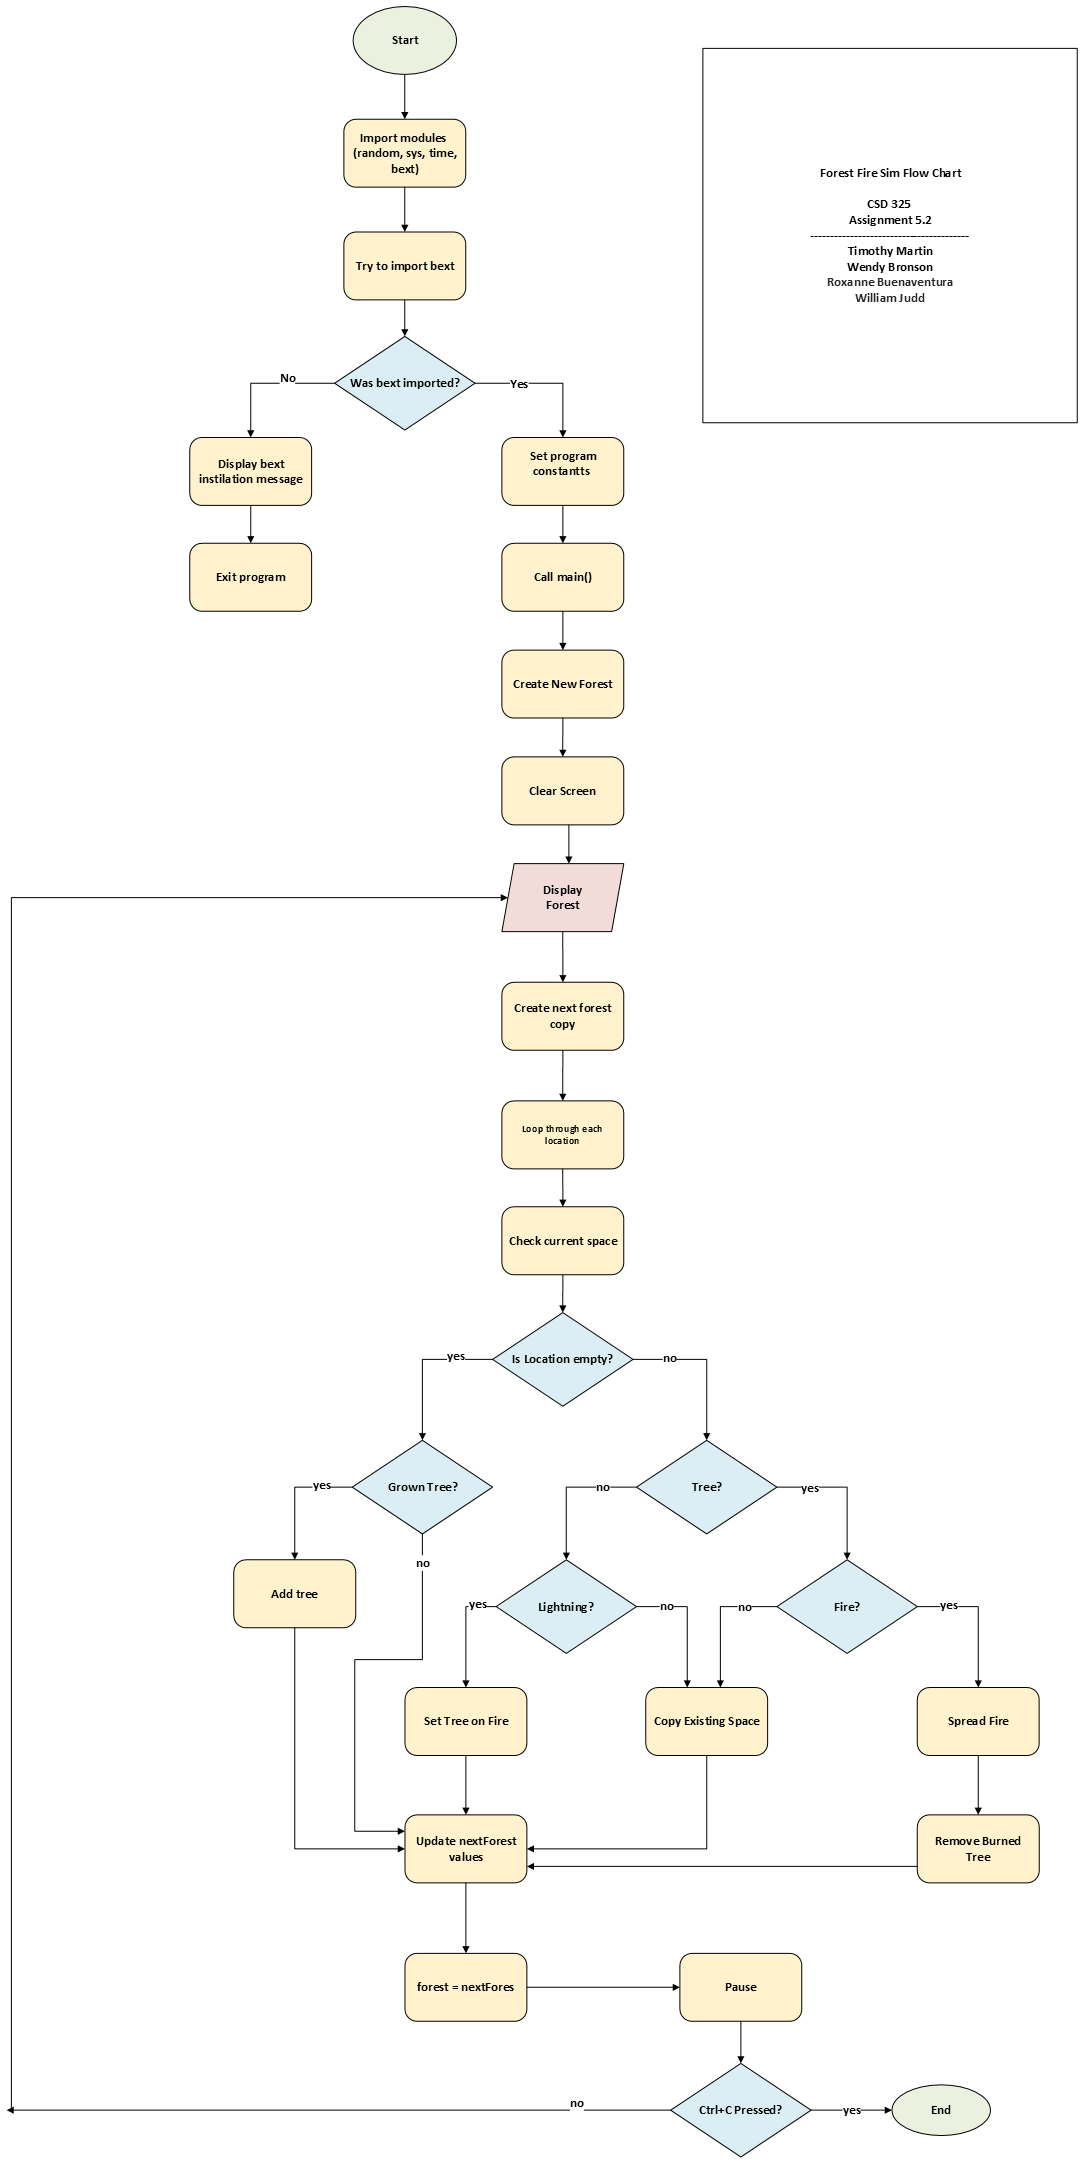 Start
Import modules
(random, sys, time,
bext)
Try to import bext
Was bext imported?
No
Yes
Display bext
instilation message
Exit program
Set program
constantts
Call main()
Create New Forest
Clear Screen
Display
Forest
Create next forest
copy
Loop through each
location
Check current space
Is Location empty?
yes
no
Grown Tree?
yes
no
Add tree
Tree?
no
yes
Lightning?
yes
no
Fire?
no
yes
Set Tree on Fire
Copy Existing Space
Spread Fire
Update nextForest
values
Remove Burned
Tree
forest = nextFores
Pause
Ctrl+C Pressed?
no
yes
End
Forest Fire Sim Flow Chart
CSD 325
Assignment 5.2
----------------------------------------
Timothy Martin
Wendy Bronson
Roxanne Buenaventura
William Judd